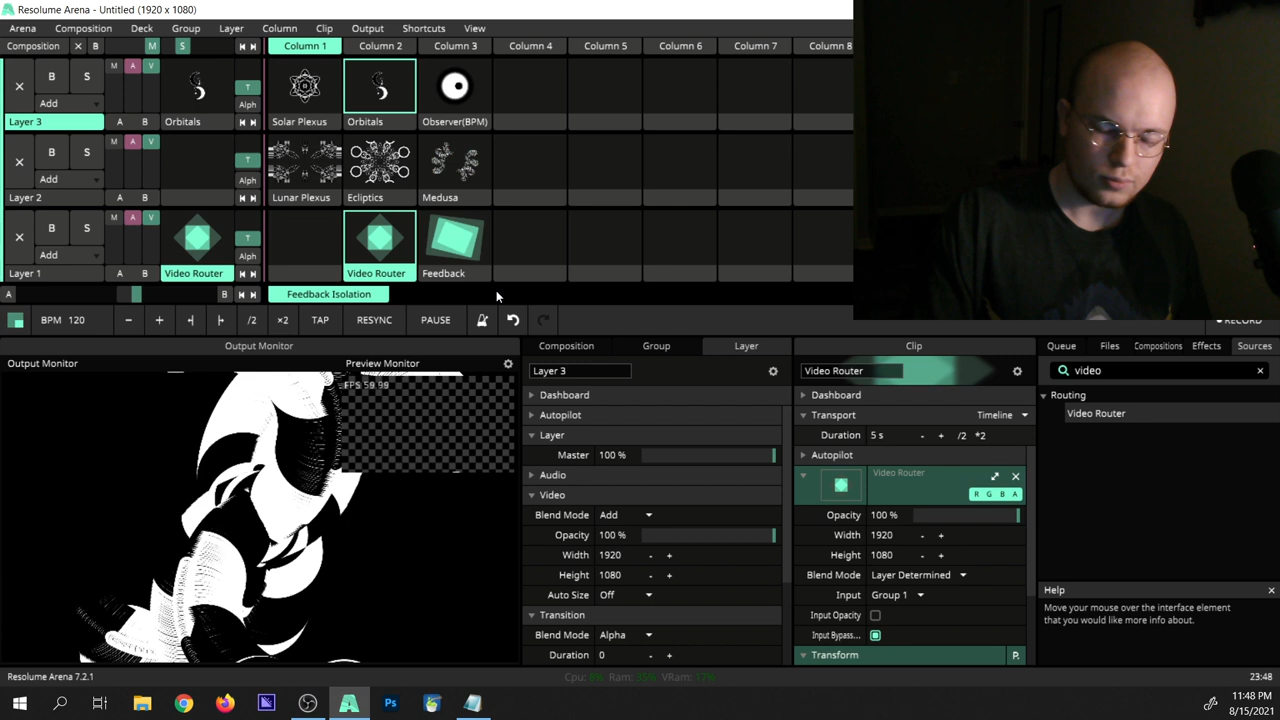 Resolume Arena - Untitled (1920 x 1080)
Arena Composition Deck Group Layer Column Clip Output Shortcuts View
Composition X B M S Column 1 Column 2 Column 3 Column 4 Column 5 Column 6 Column 7 Column 8
B S M A V T
Add Alph
Layer 3 A B Orbitals Solar Plexus Orbitals Observer(BPM)
B S M A V T
Add Alph
Layer 2 A B Lunar Plexus Ecliptics Medusa
B S M A V T
Add Alph
Layer 1 A B Video Router Video Router Feedback
A B Feedback Isolation
BPM 120 - + /2 ×2 TAP RESYNC PAUSE RECORD
Output Monitor Composition Group Layer Clip Queue Files Compositions Effects Sources
Output Monitor Preview Monitor Layer 3 Video Router video
FPS 59.99
Dashboard Dashboard Routing
Autopilot Transport Timeline Video Router
Layer Duration 5 s - + /2 *2
Master 100 % Autopilot
Audio Video Router
Video R G B A
Blend Mode Add Opacity 100 %
Opacity 100 % Width 1920 - +
Width 1920 - + Height 1080 - +
Height 1080 - + Blend Mode Layer Determined
Auto Size Off Input Group 1 Help
Transition Input Opacity Move your mouse over the interface element
Blend Mode Alpha Input Bypass... that you would like more info about.
Duration 0 - + Transform P.
Resolume Arena 7.2.1 Cpu: 8% Ram: 35% VRam: 17% 23:48
Ps 11:48 PM
8/15/2021